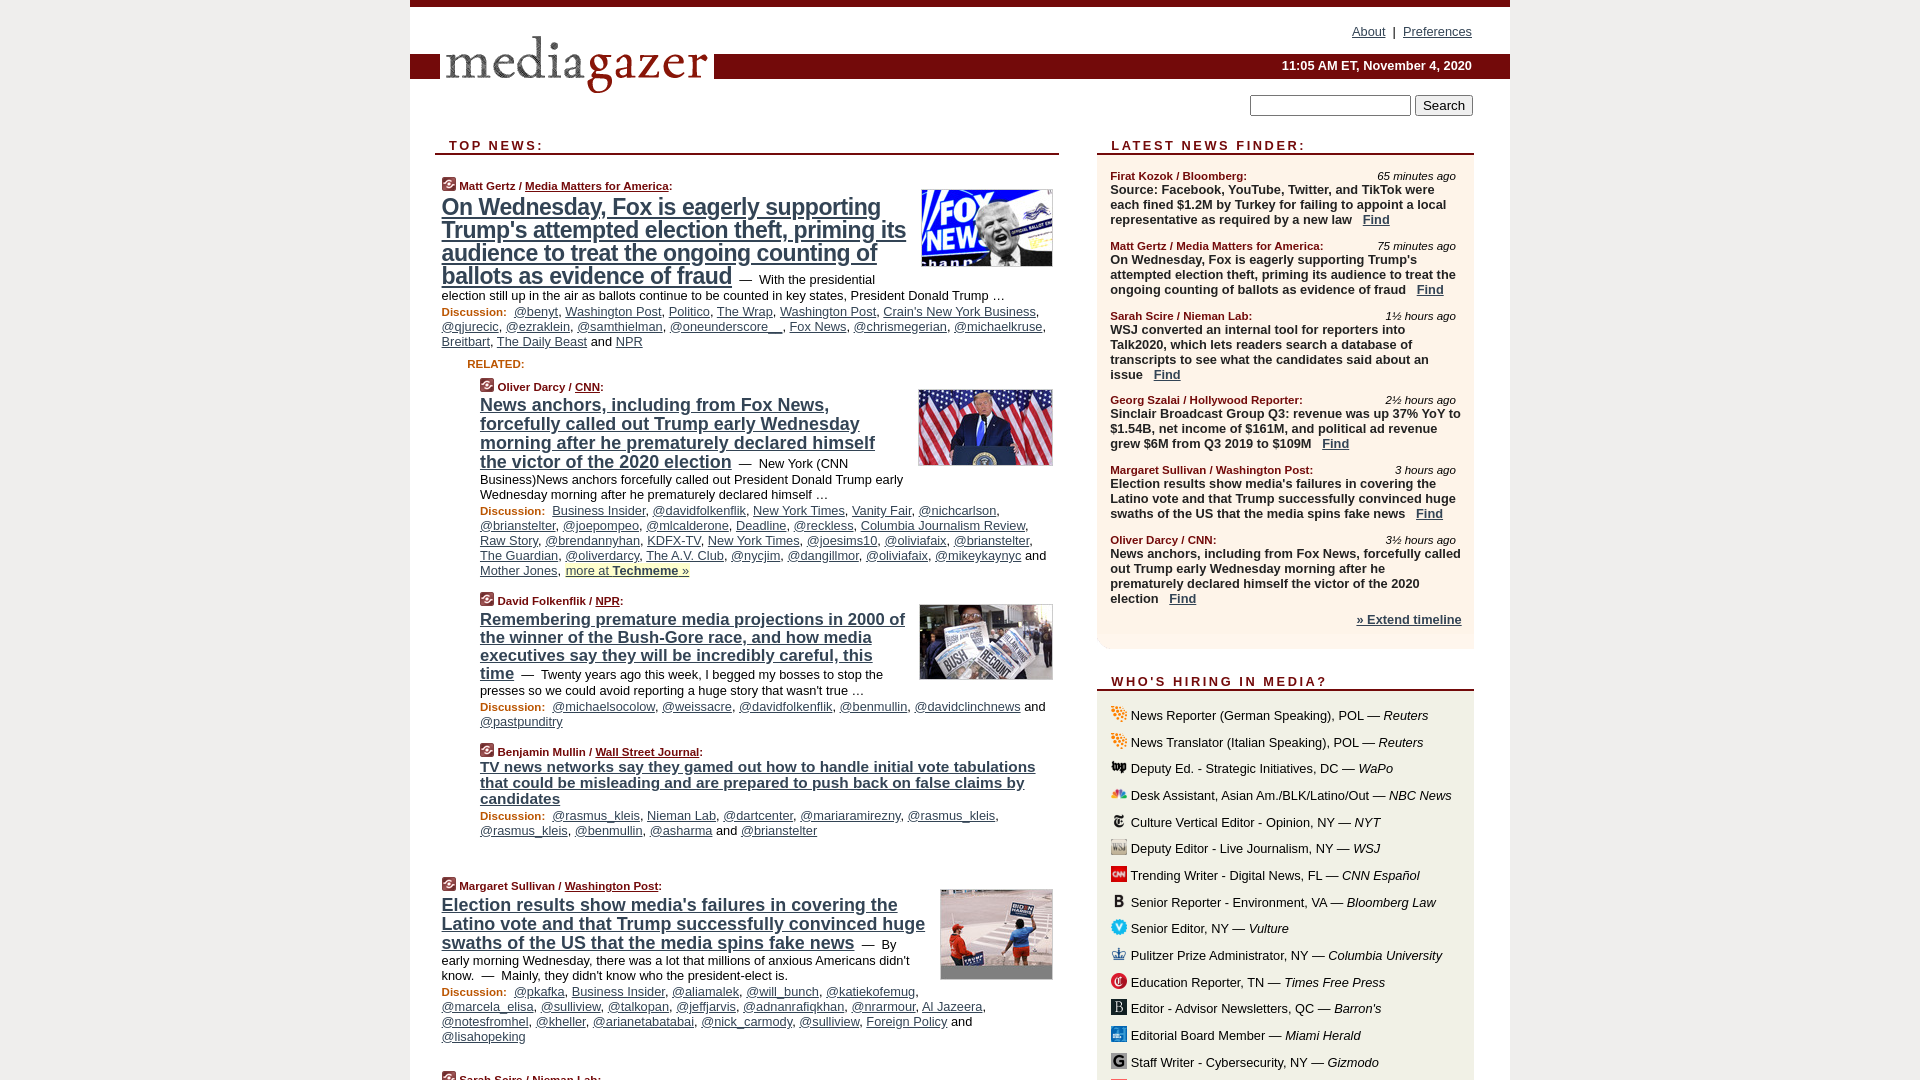 About | Preferences
mediagazer
11:05 AM ET, November 4, 2020
Search
TOP NEWS:
Matt Gertz / Media Matters for America:
On Wednesday, Fox is eagerly supporting
Trump's attempted election theft, priming its
audience to treat the ongoing counting of
ballots as evidence of fraud — With the presidential
election still up in the air as ballots continue to be counted in key states, President Donald Trump …
Discussion: @benyt, Washington Post, Politico, The Wrap, Washington Post, Crain's New York Business,
@qjurecic, @ezraklein, @samthielman, @oneunderscore__, Fox News, @chrismegerian, @michaelkruse,
Breitbart, The Daily Beast and NPR
RELATED:
Oliver Darcy / CNN:
News anchors, including from Fox News,
forcefully called out Trump early Wednesday
morning after he prematurely declared himself
the victor of the 2020 election — New York (CNN
Business)News anchors forcefully called out President Donald Trump early
Wednesday morning after he prematurely declared himself …
Discussion: Business Insider, @davidfolkenflik, New York Times, Vanity Fair, @nichcarlson,
@brianstelter, @joepompeo, @mlcalderone, Deadline, @reckless, Columbia Journalism Review,
Raw Story, @brendannyhan, KDFX-TV, New York Times, @joesims10, @oliviafaix, @brianstelter,
The Guardian, @oliverdarcy, The A.V. Club, @nycjim, @dangillmor, @oliviafaix, @mikeykaynyc and
Mother Jones, more at Techmeme »
David Folkenflik / NPR:
Remembering premature media projections in 2000 of
the winner of the Bush-Gore race, and how media
executives say they will be incredibly careful, this
time — Twenty years ago this week, I begged my bosses to stop the
presses so we could avoid reporting a huge story that wasn't true …
Discussion: @michaelsocolow, @weissacre, @davidfolkenflik, @benmullin, @davidclinchnews and
@pastpunditry
Benjamin Mullin / Wall Street Journal:
TV news networks say they gamed out how to handle initial vote tabulations
that could be misleading and are prepared to push back on false claims by
candidates
Discussion: @rasmus_kleis, Nieman Lab, @dartcenter, @mariaramirezny, @rasmus_kleis,
@rasmus_kleis, @benmullin, @asharma and @brianstelter
Margaret Sullivan / Washington Post:
Election results show media's failures in covering the
Latino vote and that Trump successfully convinced huge
swaths of the US that the media spins fake news — By
early morning Wednesday, there was a lot that millions of anxious Americans didn't
know. — Mainly, they didn't know who the president-elect is.
Discussion: @pkafka, Business Insider, @aliamalek, @will_bunch, @katiekofemug,
@marcela_elisa, @sulliview, @talkopan, @jeffjarvis, @adnanrafiqkhan, @nrarmour, Al Jazeera,
@notesfromhel, @kheller, @arianetabatabai, @nick_carmody, @sulliview, Foreign Policy and
@lisahopeking
Sarah Scire / Nieman Lab:
FOX
NEWS
BUSH
RECOUNT
BIDEN
HARRIS
LATEST NEWS FINDER:
Firat Kozok / Bloomberg: 65 minutes ago
Source: Facebook, YouTube, Twitter, and TikTok were
each fined $1.2M by Turkey for failing to appoint a local
representative as required by a new law Find
Matt Gertz / Media Matters for America: 75 minutes ago
On Wednesday, Fox is eagerly supporting Trump's
attempted election theft, priming its audience to treat the
ongoing counting of ballots as evidence of fraud Find
Sarah Scire / Nieman Lab: 1½ hours ago
WSJ converted an internal tool for reporters into
Talk2020, which lets readers search a database of
transcripts to see what the candidates said about an
issue Find
Georg Szalai / Hollywood Reporter: 2½ hours ago
Sinclair Broadcast Group Q3: revenue was up 37% YoY to
$1.54B, net income of $161M, and political ad revenue
grew $6M from Q3 2019 to $109M Find
Margaret Sullivan / Washington Post: 3 hours ago
Election results show media's failures in covering the
Latino vote and that Trump successfully convinced huge
swaths of the US that the media spins fake news Find
Oliver Darcy / CNN: 3½ hours ago
News anchors, including from Fox News, forcefully called
out Trump early Wednesday morning after he
prematurely declared himself the victor of the 2020
election Find
» Extend timeline
WHO'S HIRING IN MEDIA?
News Reporter (German Speaking), POL — Reuters
News Translator (Italian Speaking), POL — Reuters
Deputy Ed. - Strategic Initiatives, DC — WaPo
Desk Assistant, Asian Am./BLK/Latino/Out — NBC News
Culture Vertical Editor - Opinion, NY — NYT
Deputy Editor - Live Journalism, NY — WSJ
Trending Writer - Digital News, FL — CNN Español
Senior Reporter - Environment, VA — Bloomberg Law
Senior Editor, NY — Vulture
Pulitzer Prize Administrator, NY — Columbia University
Education Reporter, TN — Times Free Press
Editor - Advisor Newsletters, QC — Barron's
Editorial Board Member — Miami Herald
Staff Writer - Cybersecurity, NY — Gizmodo